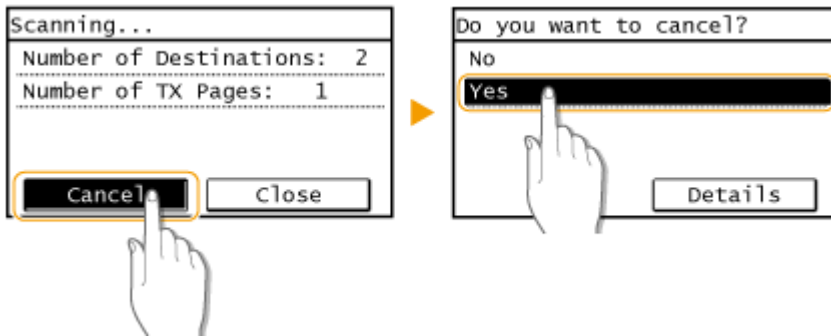 Scanning...
Number of Destinations: 2
Number of TX Pages: 1
Cancel
Close
Do you want to cancel?
No
Yes
Details